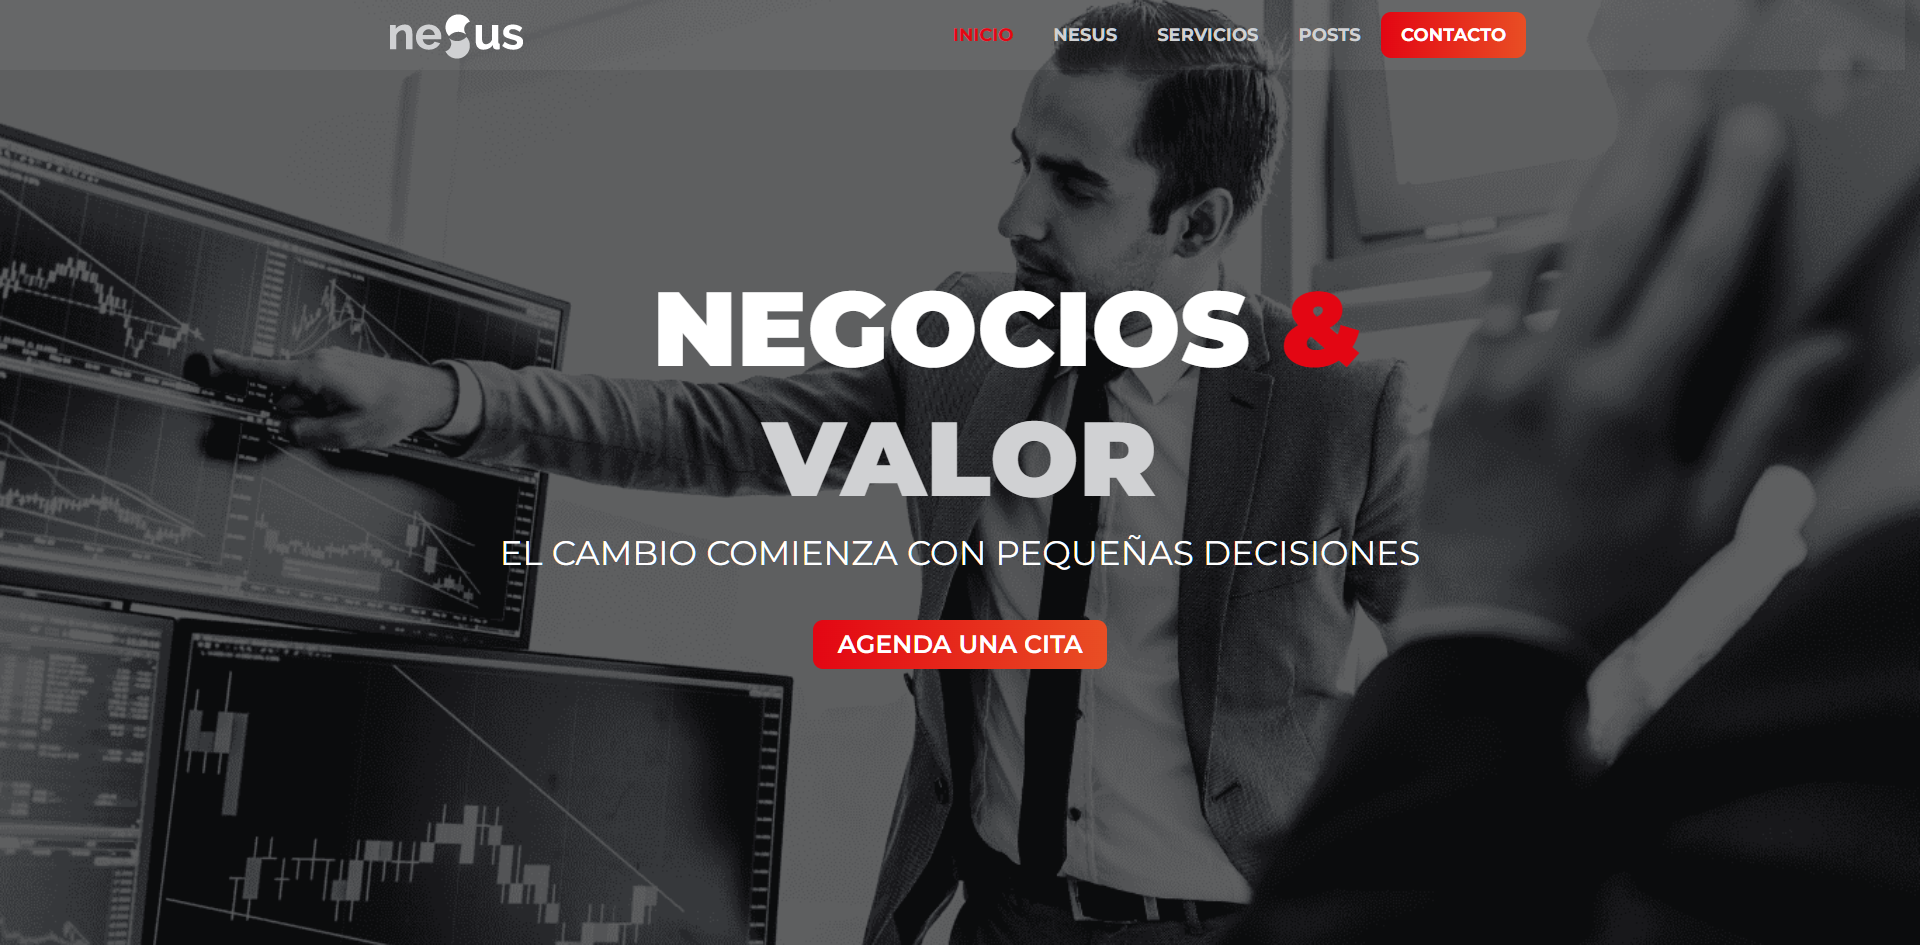 nesus
INICIO NESUS SERVICIOS POSTS CONTACTO
NEGOCIOS &
VALOR
EL CAMBIO COMIENZA CON PEQUEÑAS DECISIONES
AGENDA UNA CITA